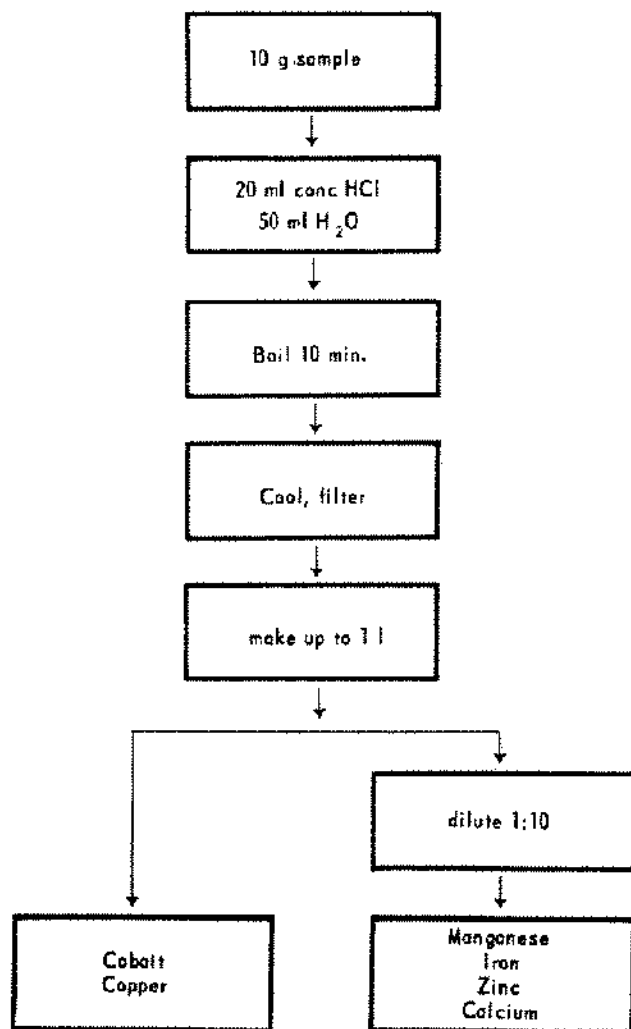 10 g sample
20 ml conc HCl
50 ml H₂O
Boil 10 min.
Cool, filter
make up to 1 l
dilute 1:10
Cobalt
Copper
Manganese
Iron
Zinc
Calcium